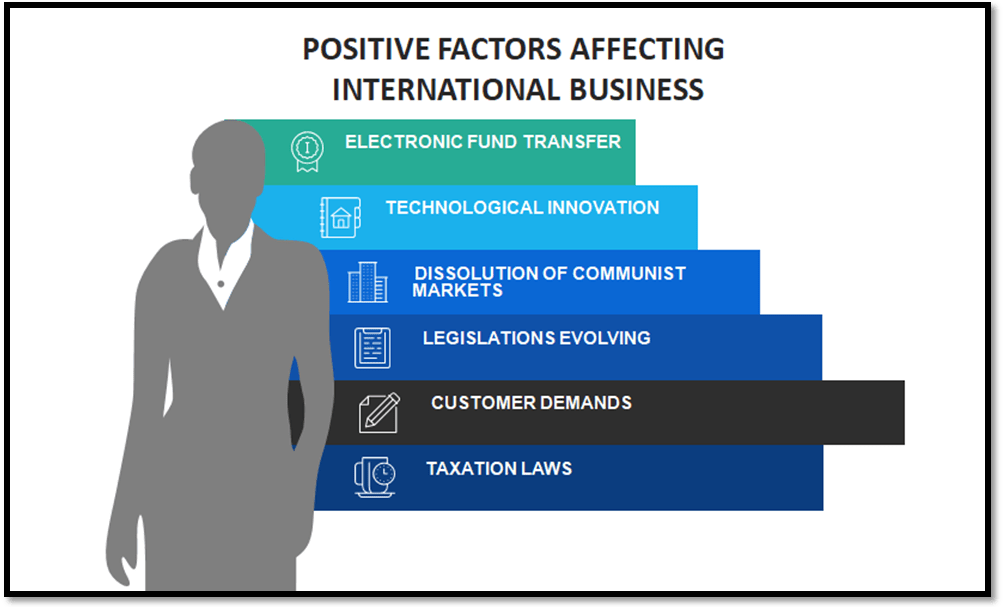 POSITIVE FACTORS AFFECTING
INTERNATIONAL BUSINESS
ELECTRONIC FUND TRANSFER
TECHNOLOGICAL INNOVATION
DISSOLUTION OF COMMUNIST
MARKETS
LEGISLATIONS EVOLVING
CUSTOMER DEMANDS
TAXATION LAWS